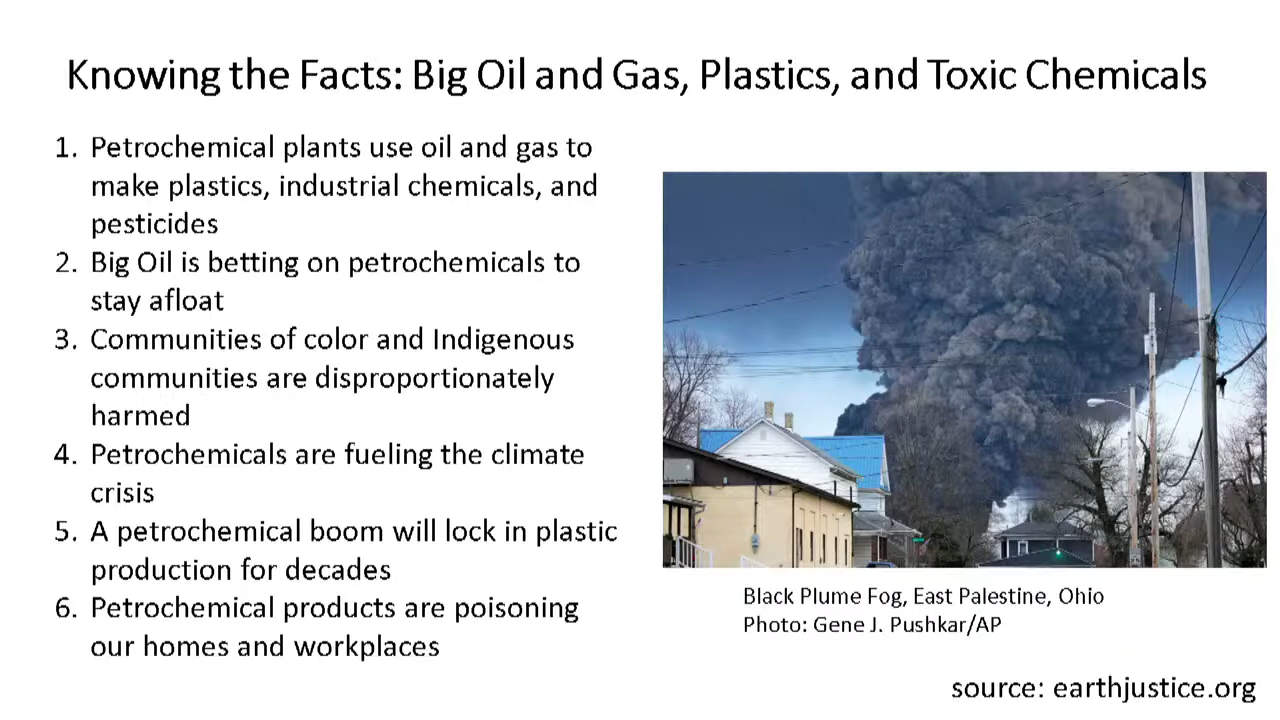 Knowing the Facts: Big Oil and Gas, Plastics, and Toxic Chemicals
1. Petrochemical plants use oil and gas to
make plastics, industrial chemicals, and
pesticides
2. Big Oil is betting on petrochemicals to
stay afloat
3. Communities of color and Indigenous
communities are disproportionately
harmed
4. Petrochemicals are fueling the climate
crisis
5. A petrochemical boom will lock in plastic
production for decades
6. Petrochemical products are poisoning
our homes and workplaces
Black Plume Fog, East Palestine, Ohio
Photo: Gene J. Pushkar/AP
source: earthjustice.org